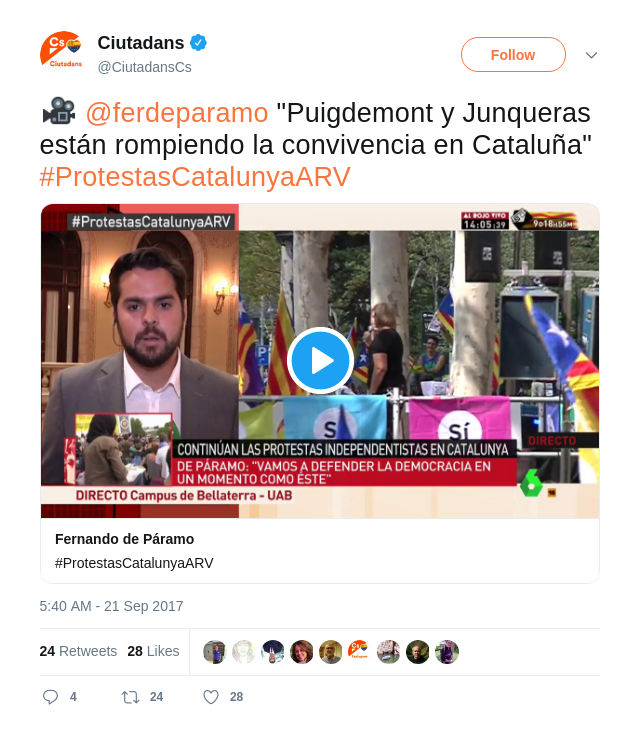 Cs
Ciutadans
Ciutadans
@CiutadansCs
Follow
@ferdeparamo "Puigdemont y Junqueras
están rompiendo la convivencia en Cataluña"
#ProtestasCatalunyaARV
#ProtestasCatalunyaARV
AL ROJO VIVO
14:05:39
9D18H55M
Sí
CONTINÚAN LAS PROTESTAS INDEPENDENTISTAS EN CATALUNYA
DIRECTO
DE PÁRAMO: "VAMOS A DEFENDER LA DEMOCRACIA EN
UN MOMENTO COMO ÉSTE"
6
DIRECTO Campus de Bellaterra - UAB
Fernando de Páramo
#ProtestasCatalunyaARV
5:40 AM - 21 Sep 2017
24 Retweets 28 Likes
4 24 28